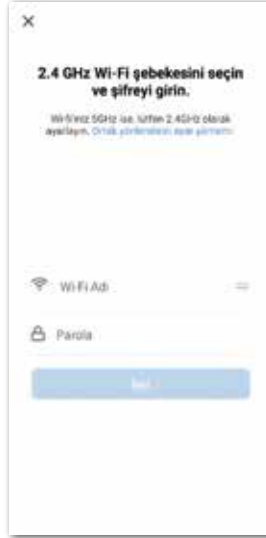 2.4 GHz Wi-Fi şebekesini seçin
ve şifreyi girin.
Wi-Fi'niz 5GHz ise, lütfen 2.4GHz olarak
ayarlayın. Ortak yönlendirici ayar yöntemi
Wi-Fi Adı
Parola